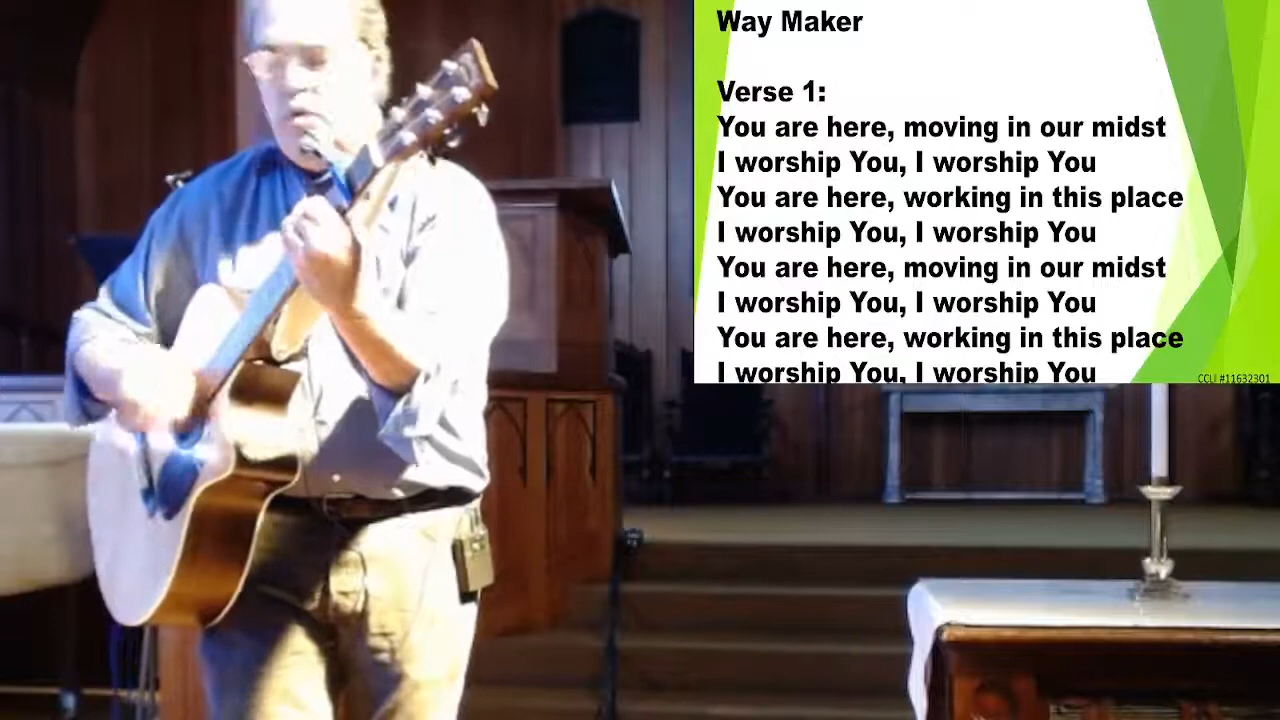 Way Maker
Verse 1:
You are here, moving in our midst
I worship You, I worship You
You are here, working in this place
I worship You, I worship You
You are here, moving in our midst
I worship You, I worship You
You are here, working in this place
I worship You, I worship You
CCLI #11632301